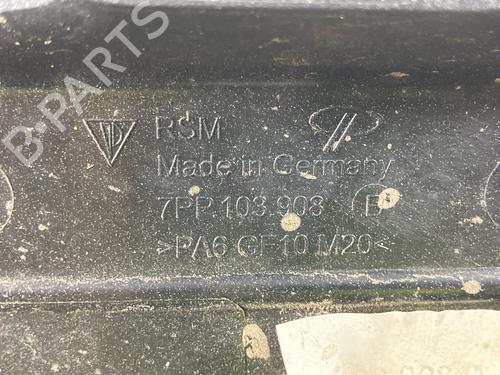 B-PARTS
RSM
Made in Germany
7PP.103.908 B
>PA6 GF10 M20<